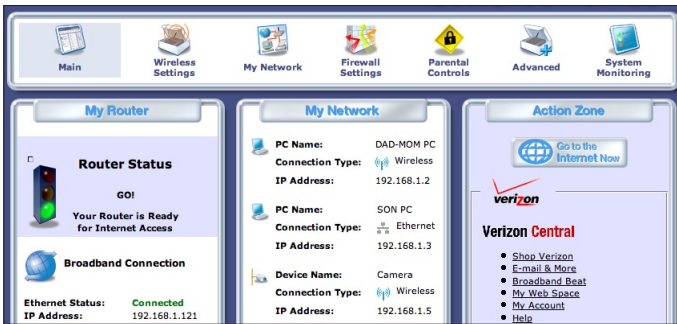 Main
Wireless
Settings
My Network
Firewall
Settings
Parental
Controls
Advanced
System
Monitoring
My Router
Router Status
GO!
Your Router is Ready
for Internet Access
Broadband Connection
Ethernet Status: Connected
IP Address: 192.168.1.121
My Network
PC Name: DAD-MOM PC
Connection Type: Wireless
IP Address: 192.168.1.2
PC Name: SON PC
Connection Type: Ethernet
IP Address: 192.168.1.3
Device Name: Camera
Connection Type: Wireless
IP Address: 192.168.1.5
Action Zone
Go to the
Internet Now
verizon
Verizon Central
Shop Verizon
E-mail & More
Broadband Beat
My Web Space
My Account
Help